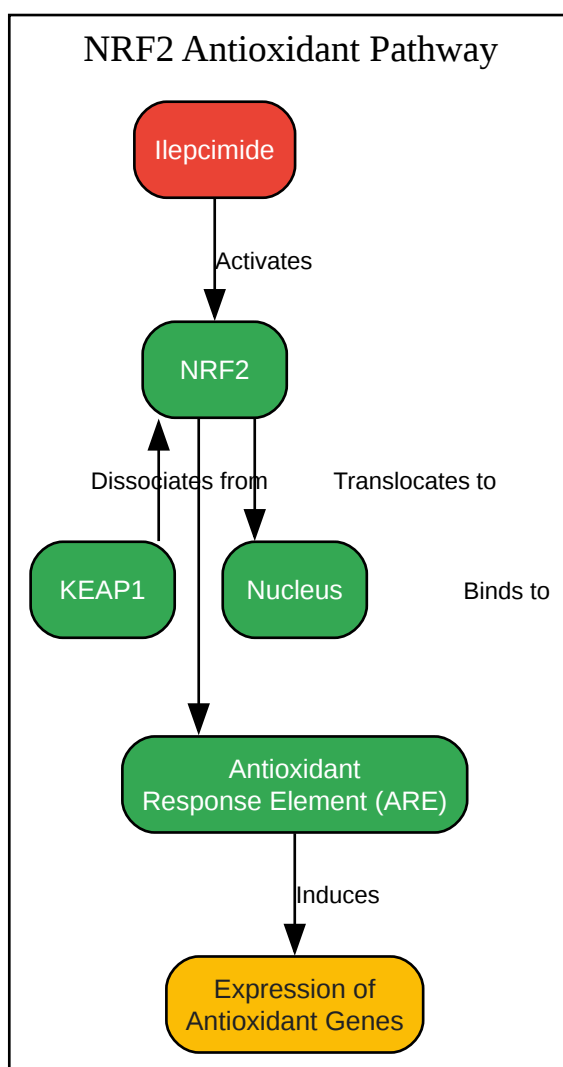 NRF2 Antioxidant Pathway
Ilepcimide
Activates
NRF2
Dissociates from
Translocates to
KEAP1
Nucleus
Binds to
Antioxidant
Response Element (ARE)
Induces
Expression of
Antioxidant Genes